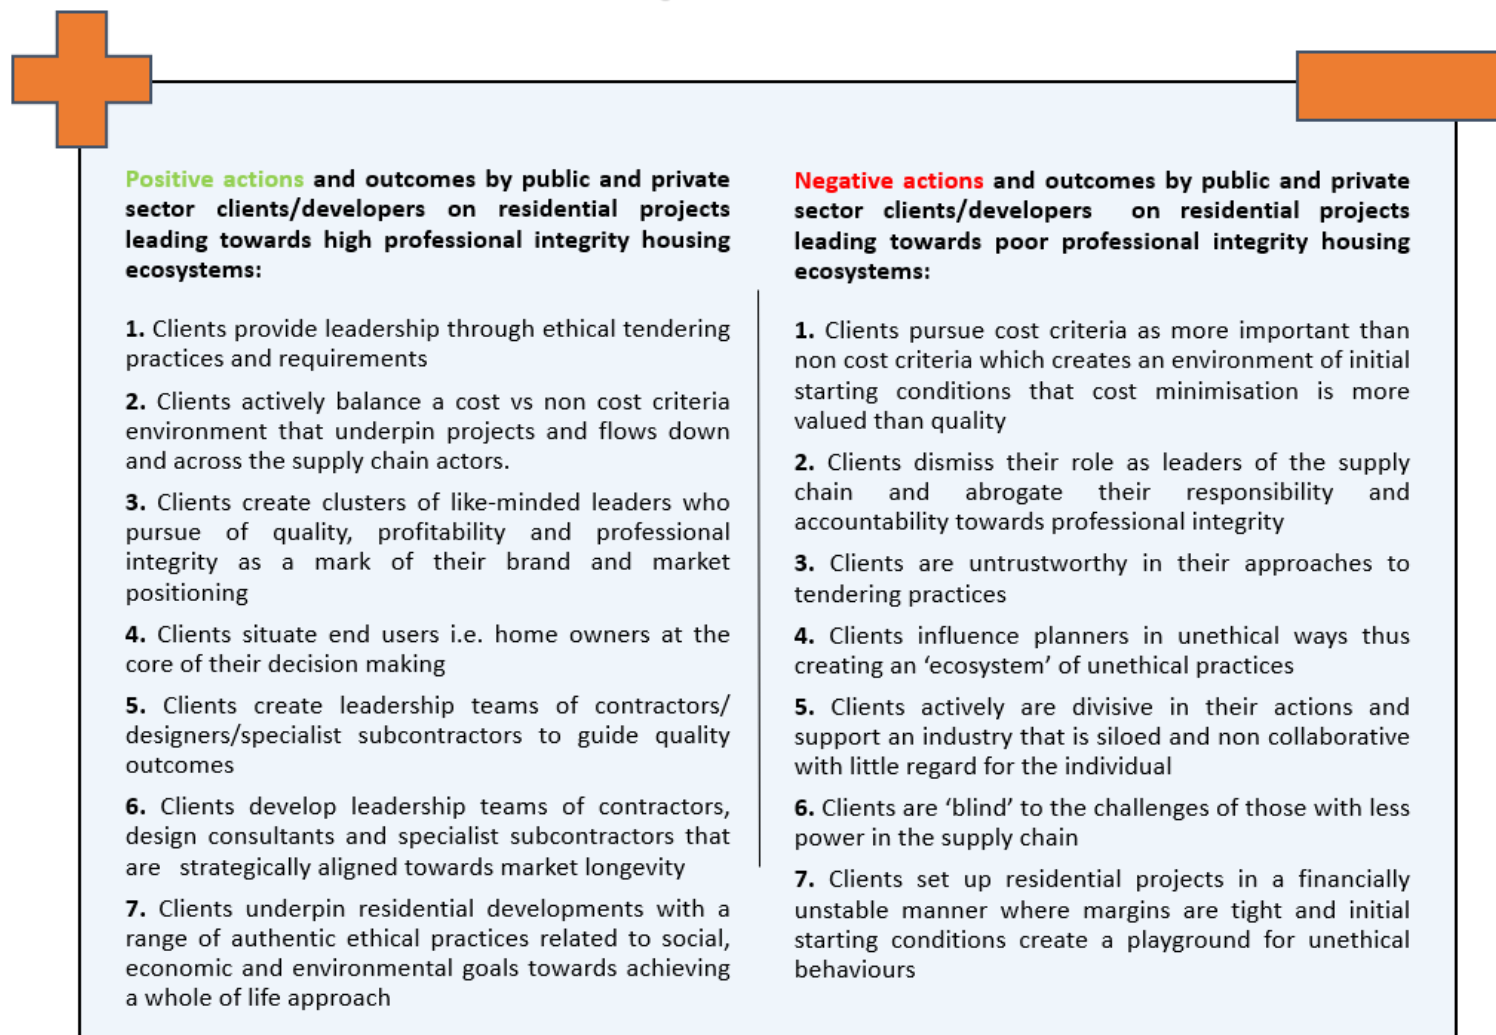 Positive actions and outcomes by public and private
sector clients/developers on residential projects
leading towards high professional integrity housing
ecosystems:
1. Clients provide leadership through ethical tendering
practices and requirements
2. Clients actively balance a cost vs non cost criteria
environment that underpin projects and flows down
and across the supply chain actors.
3. Clients create clusters of like-minded leaders who
pursue of quality, profitability and professional
integrity as a mark of their brand and market
positioning
4. Clients situate end users i.e. home owners at the
core of their decision making
5. Clients create leadership teams of contractors/
designers/specialist subcontractors to guide quality
outcomes
6. Clients develop leadership teams of contractors,
design consultants and specialist subcontractors that
are strategically aligned towards market longevity
7. Clients underpin residential developments with a
range of authentic ethical practices related to social,
economic and environmental goals towards achieving
a whole of life approach
Negative actions and outcomes by public and private
sector clients/developers on residential projects
leading towards poor professional integrity housing
ecosystems:
1. Clients pursue cost criteria as more important than
non cost criteria which creates an environment of initial
starting conditions that cost minimisation is more
valued than quality
2. Clients dismiss their role as leaders of the supply
chain and abrogate their responsibility and
accountability towards professional integrity
3. Clients are untrustworthy in their approaches to
tendering practices
4. Clients influence planners in unethical ways thus
creating an ‘ecosystem’ of unethical practices
5. Clients actively are divisive in their actions and
support an industry that is siloed and non collaborative
with little regard for the individual
6. Clients are ‘blind’ to the challenges of those with less
power in the supply chain
7. Clients set up residential projects in a financially
unstable manner where margins are tight and initial
starting conditions create a playground for unethical
behaviours